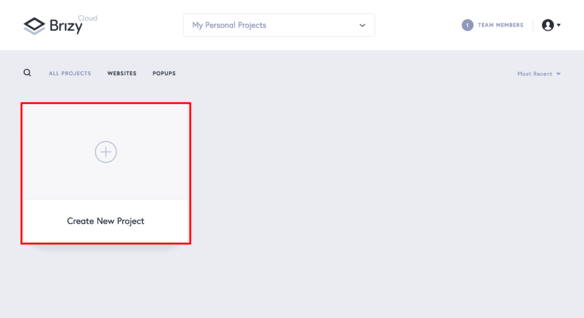 Brizy Cloud
My Personal Projects
1 TEAM MEMBERS
ALL PROJECTS WEBSITES POPUPS
Most Recent
Create New Project